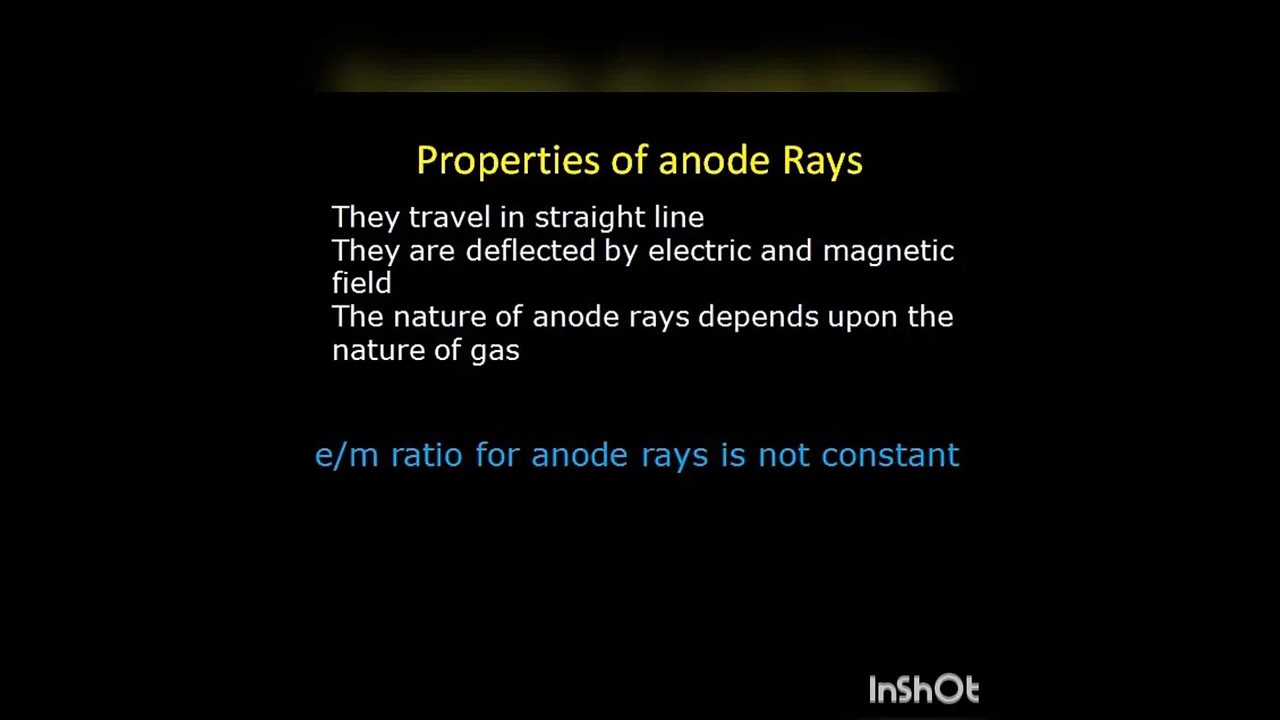 Properties of anode Rays
They travel in straight line
They are deflected by electric and magnetic
field
The nature of anode rays depends upon the
nature of gas
e/m ratio for anode rays is not constant
InShOt